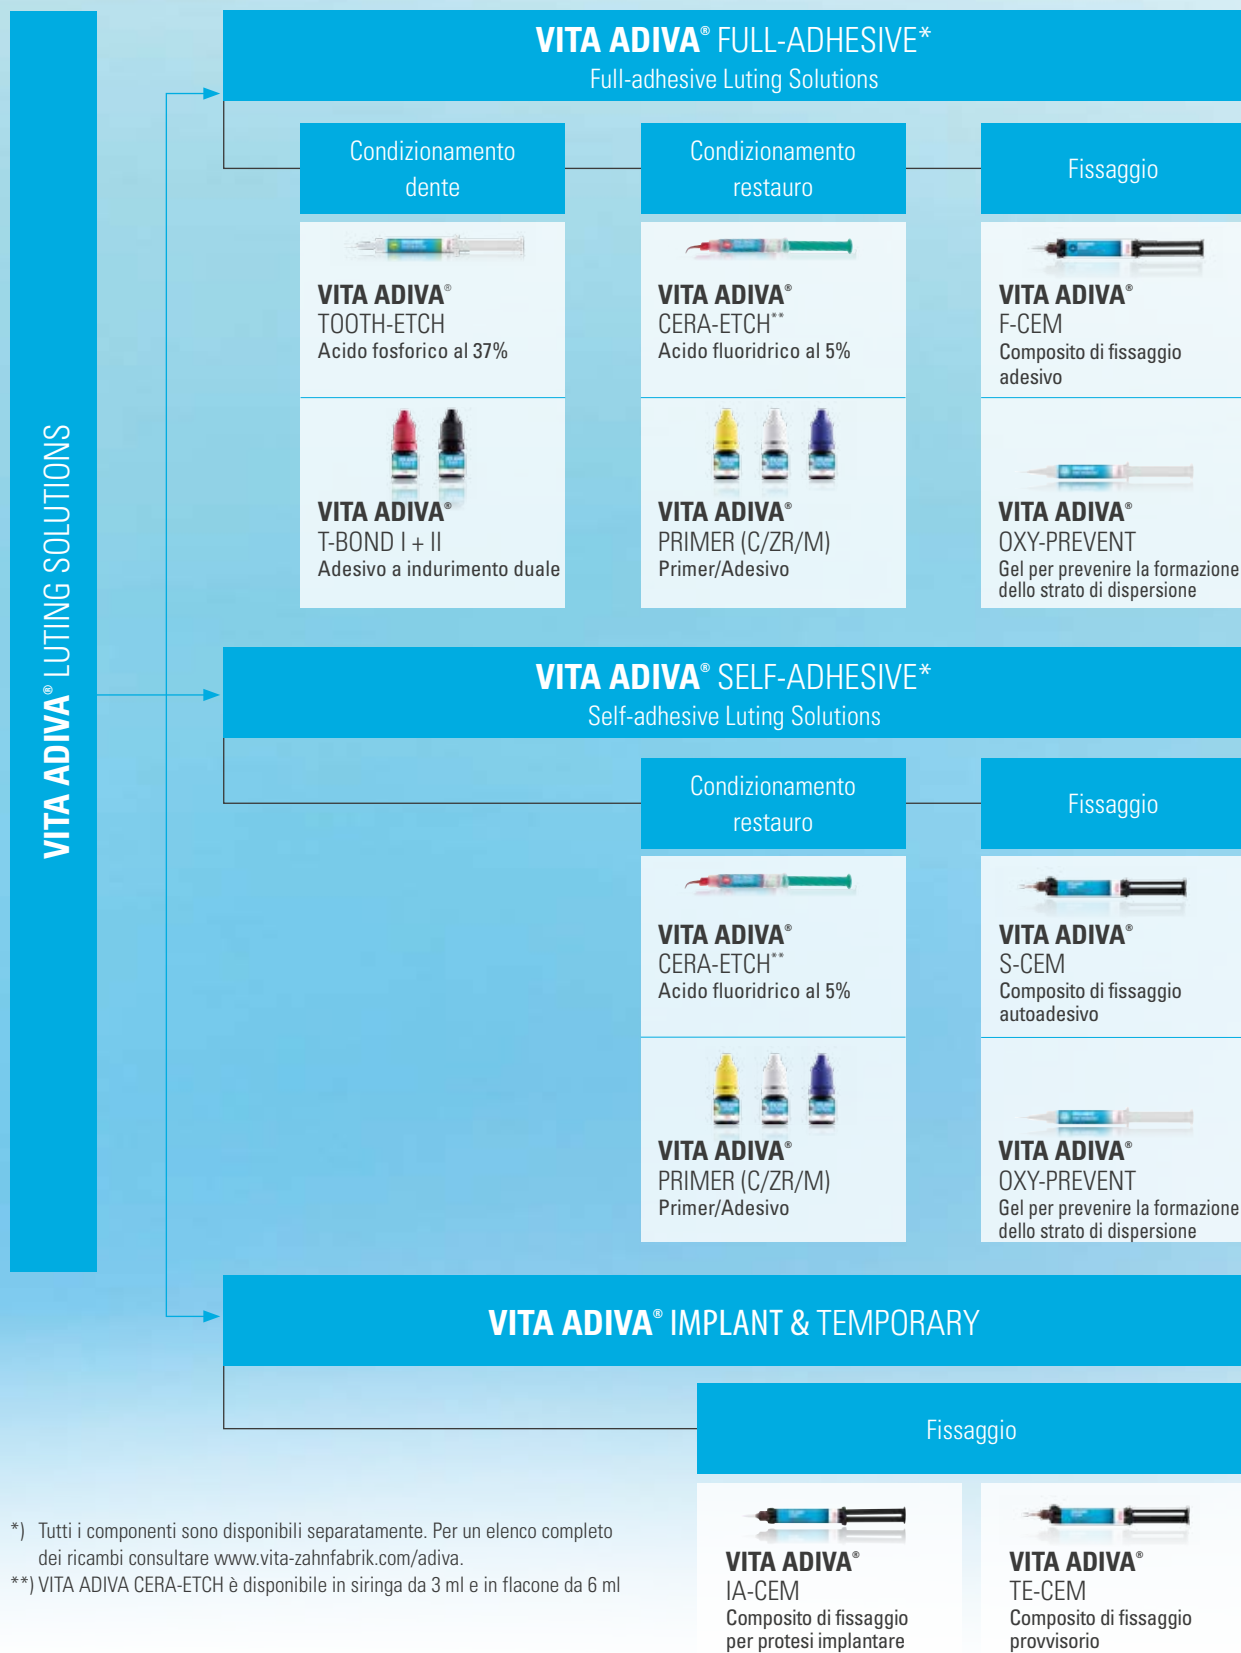 VITA ADIVA® LUTING SOLUTIONS
VITA ADIVA® FULL-ADHESIVE*
Full-adhesive Luting Solutions
Condizionamento
dente
VITA ADIVA®
TOOTH-ETCH
Acido fosforico al 37%
VITA ADIVA®
T-BOND I + II
Adesivo a indurimento duale
Condizionamento
restauro
VITA ADIVA®
CERA-ETCH**
Acido fluoridrico al 5%
VITA ADIVA®
PRIMER (C/ZR/M)
Primer/Adesivo
Fissaggio
VITA ADIVA®
F-CEM
Composito di fissaggio
adesivo
VITA ADIVA®
OXY-PREVENT
Gel per prevenire la formazione
dello strato di dispersione
VITA ADIVA® SELF-ADHESIVE*
Self-adhesive Luting Solutions
Condizionamento
restauro
VITA ADIVA®
CERA-ETCH**
Acido fluoridrico al 5%
VITA ADIVA®
PRIMER (C/ZR/M)
Primer/Adesivo
Fissaggio
VITA ADIVA®
S-CEM
Composito di fissaggio
autoadesivo
VITA ADIVA®
OXY-PREVENT
Gel per prevenire la formazione
dello strato di dispersione
VITA ADIVA® IMPLANT & TEMPORARY
Fissaggio
VITA ADIVA®
IA-CEM
Composito di fissaggio
per protesi implantare
VITA ADIVA®
TE-CEM
Composito di fissaggio
provvisorio
*) Tutti i componenti sono disponibili separatamente. Per un elenco completo
dei ricambi consultare www.vita-zahnfabrik.com/adiva.
**) VITA ADIVA CERA-ETCH è disponibile in siringa da 3 ml e in flacone da 6 ml